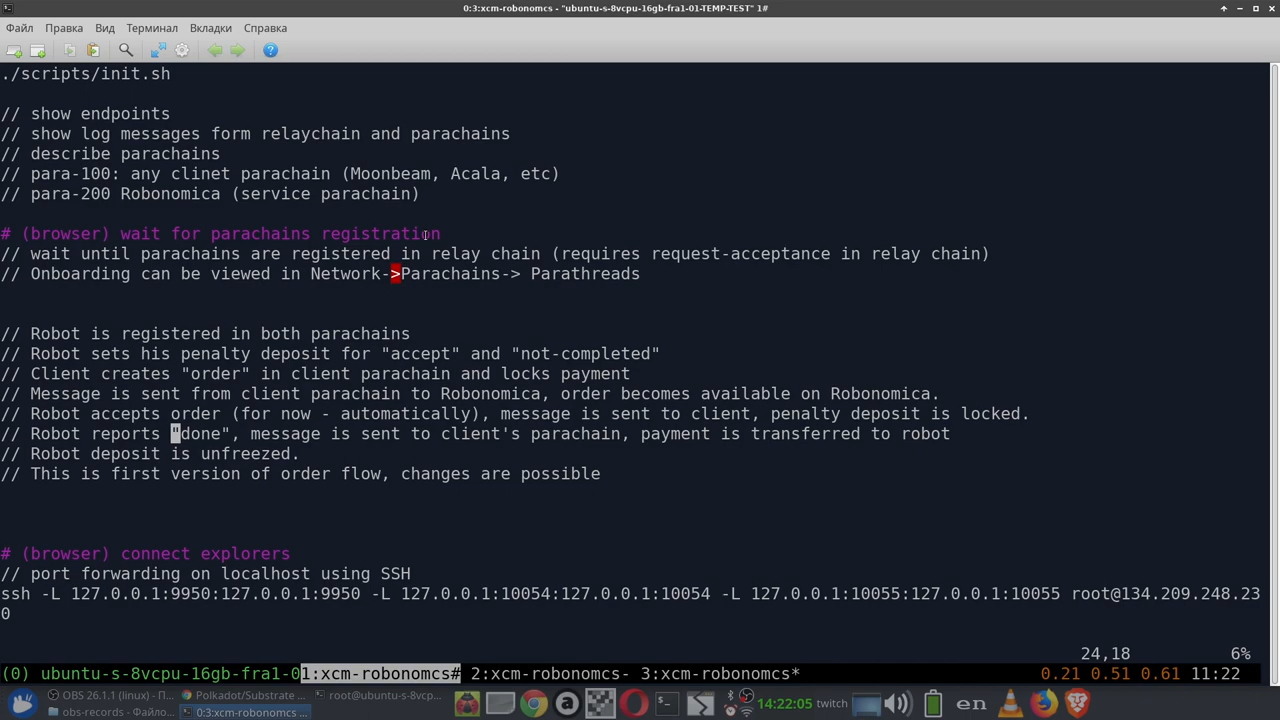 0:3:xcm-robonomcs - "ubuntu-s-8vcpu-16gb-fra1-01-TEMP-TEST" 1#
Файл Правка Вид Терминал Вкладки Справка
./scripts/init.sh
// show endpoints
// show log messages form relaychain and parachains
// describe parachains
// para-100: any clinet parachain (Moonbeam, Acala, etc)
// para-200 Robonomica (service parachain)
# (browser) wait for parachains registration
// wait until parachains are registered in relay chain (requires request-acceptance in relay chain)
// Onboarding can be viewed in Network->Parachains-> Parathreads
// Robot is registered in both parachains
// Robot sets his penalty deposit for "accept" and "not-completed"
// Client creates "order" in client parachain and locks payment
// Message is sent from client parachain to Robonomica, order becomes available on Robonomica.
// Robot accepts order (for now - automatically), message is sent to client, penalty deposit is locked.
// Robot reports "done", message is sent to client's parachain, payment is transferred to robot
// Robot deposit is unfreezed.
// This is first version of order flow, changes are possible
# (browser) connect explorers
// port forwarding on localhost using SSH
ssh -L 127.0.0.1:9950:127.0.0.1:9950 -L 127.0.0.1:10054:127.0.0.1:10054 -L 127.0.0.1:10055:127.0.0.1:10055 root@134.209.248.23
0
24,18 6%
(0) ubuntu-s-8vcpu-16gb-fra1-01:xcm-robonomcs# 2:xcm-robonomcs- 3:xcm-robonomcs* 0.21 0.51 0.61 11:22
OBS 26.1.1 (linux) - П... Polkadot/Substrate ... root@ubuntu-s-8vcp...
obs-records - Файло... 0:3:xcm-robonomcs ... 14:22:05 twitch en